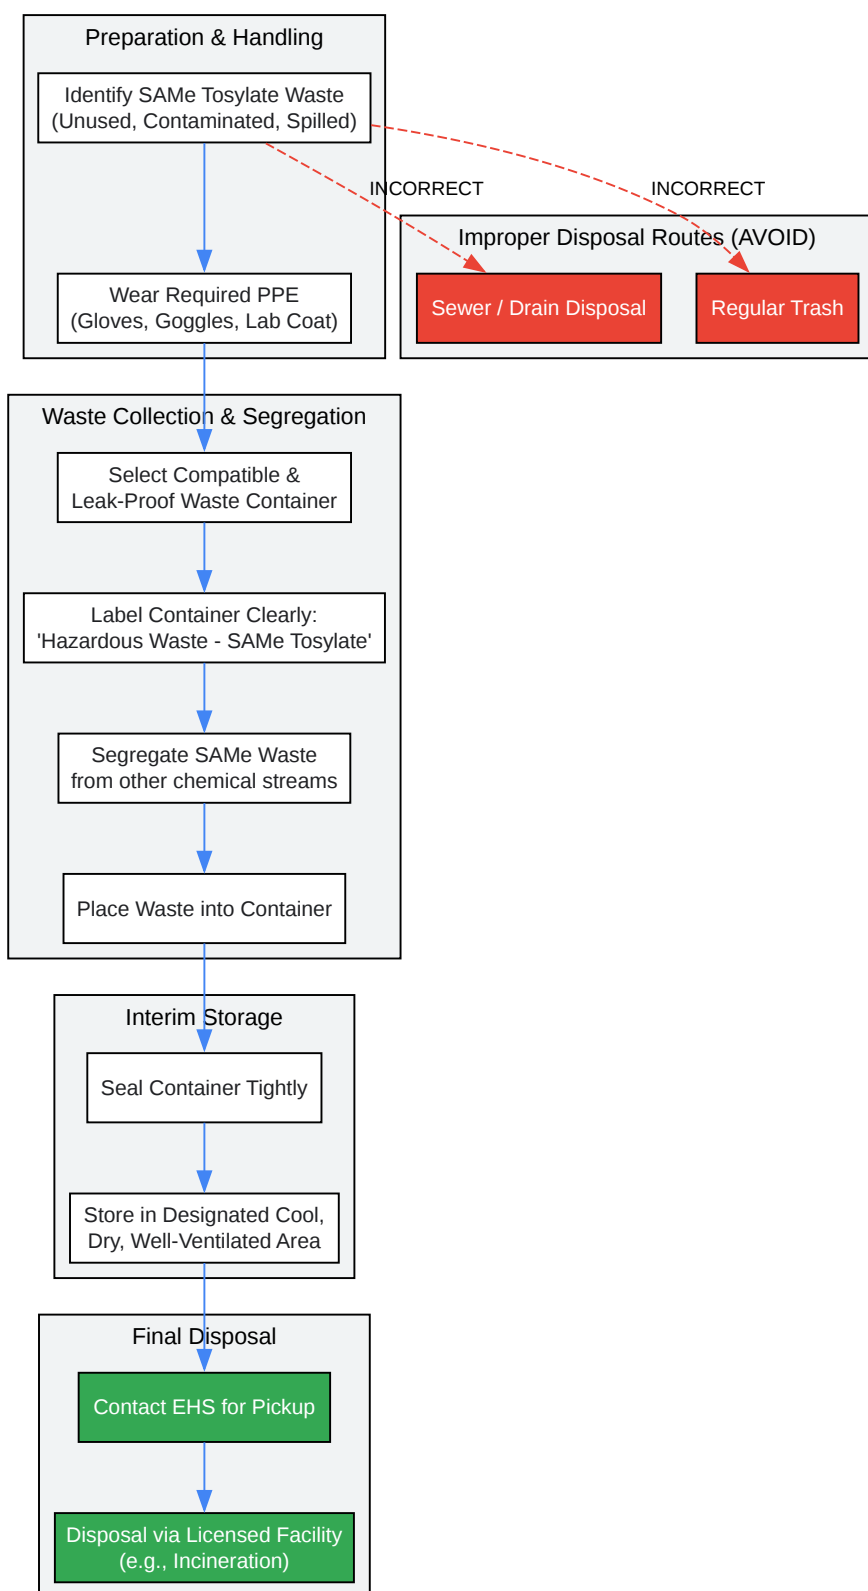 Preparation & Handling
Identify SAMe Tosylate Waste
(Unused, Contaminated, Spilled)
INCORRECT
INCORRECT
Improper Disposal Routes (AVOID)
Sewer / Drain Disposal
Regular Trash
Wear Required PPE
(Gloves, Goggles, Lab Coat)
Waste Collection & Segregation
Select Compatible &
Leak-Proof Waste Container
Label Container Clearly:
'Hazardous Waste - SAMe Tosylate'
Segregate SAMe Waste
from other chemical streams
Place Waste into Container
Interim Storage
Seal Container Tightly
Store in Designated Cool,
Dry, Well-Ventilated Area
Final Disposal
Contact EHS for Pickup
Disposal via Licensed Facility
(e.g., Incineration)